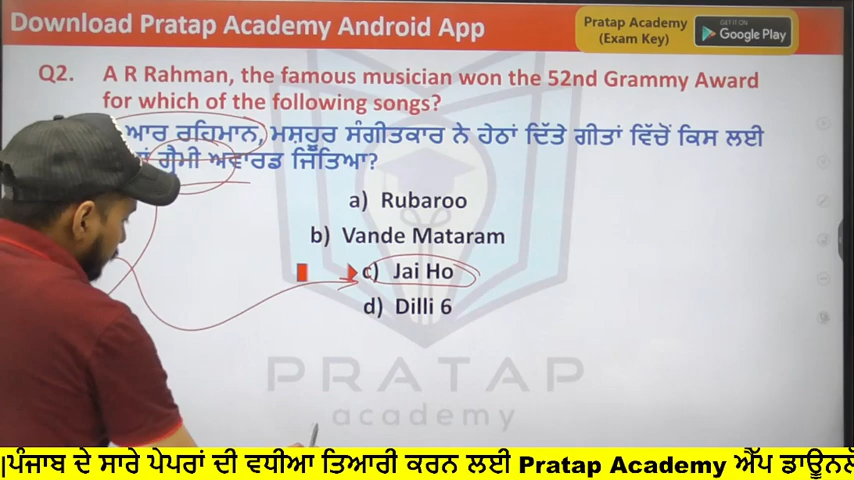 Download Pratap Academy Android App
Pratap Academy
(Exam Key)
GET IT ON
Google Play
Q2. A R Rahman, the famous musician won the 52nd Grammy Award
for which of the following songs?
ਆਰ ਰਹਿਮਾਨ, ਮਸ਼ਹੂਰ ਸੰਗੀਤਕਾਰ ਨੇ ਹੇਠਾਂ ਦਿੱਤੇ ਗੀਤਾਂ ਵਿੱਚੋਂ ਕਿਸ ਲਈ
ਗ੍ਰੈਮੀ ਅਵਾਰਡ ਜਿੱਤਿਆ?
a) Rubaroo
b) Vande Mataram
c) Jai Ho
d) Dilli 6
PRATAP
academy
|ਪੰਜਾਬ ਦੇ ਸਾਰੇ ਪੇਪਰਾਂ ਦੀ ਵਧੀਆ ਤਿਆਰੀ ਕਰਨ ਲਈ Pratap Academy ਐੱਪ ਡਾਊਨਲੋ